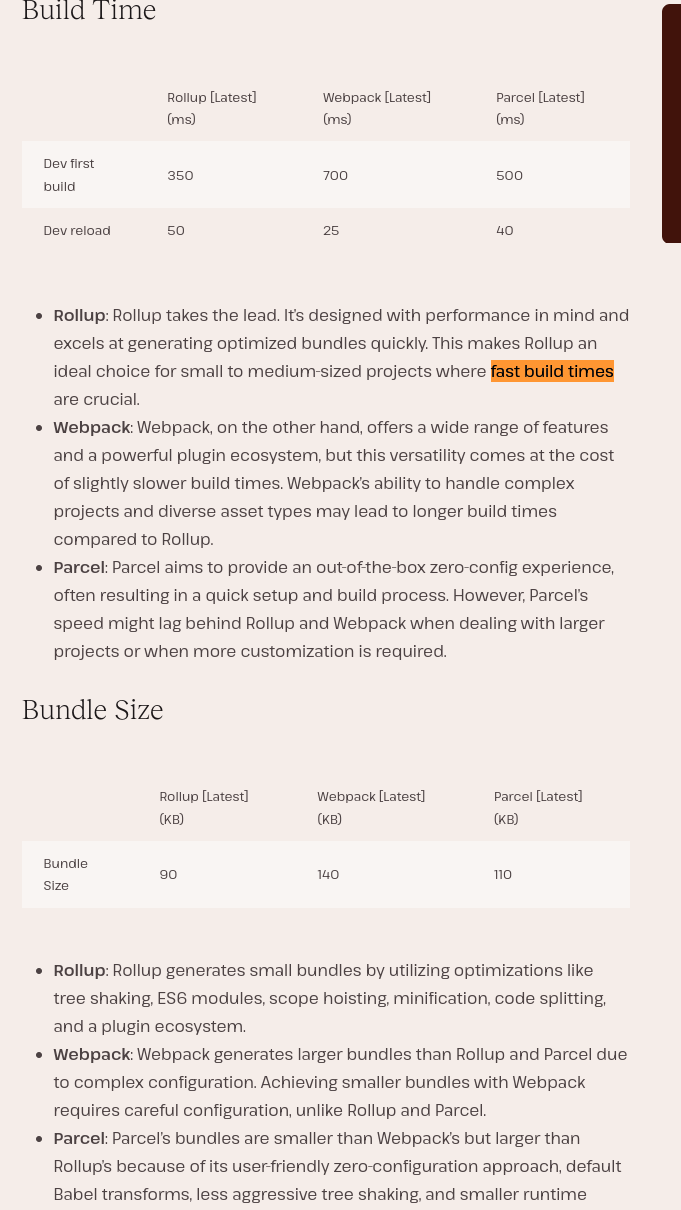 Build Time
Rollup [Latest] Webpack [Latest] Parcel [Latest]
(ms) (ms) (ms)
Dev first
build 350 700 500
Dev reload 50 25 40
• Rollup: Rollup takes the lead. It's designed with performance in mind and
excels at generating optimized bundles quickly. This makes Rollup an
ideal choice for small to medium-sized projects where fast build times
are crucial.
• Webpack: Webpack, on the other hand, offers a wide range of features
and a powerful plugin ecosystem, but this versatility comes at the cost
of slightly slower build times. Webpack's ability to handle complex
projects and diverse asset types may lead to longer build times
compared to Rollup.
• Parcel: Parcel aims to provide an out-of-the-box zero-config experience,
often resulting in a quick setup and build process. However, Parcel's
speed might lag behind Rollup and Webpack when dealing with larger
projects or when more customization is required.
Bundle Size
Rollup [Latest] Webpack [Latest] Parcel [Latest]
(KB) (KB) (KB)
Bundle
Size 90 140 110
• Rollup: Rollup generates small bundles by utilizing optimizations like
tree shaking, ES6 modules, scope hoisting, minification, code splitting,
and a plugin ecosystem.
• Webpack: Webpack generates larger bundles than Rollup and Parcel due
to complex configuration. Achieving smaller bundles with Webpack
requires careful configuration, unlike Rollup and Parcel.
• Parcel: Parcel's bundles are smaller than Webpack's but larger than
Rollup's because of its user-friendly zero-configuration approach, default
Babel transforms, less aggressive tree shaking, and smaller runtime